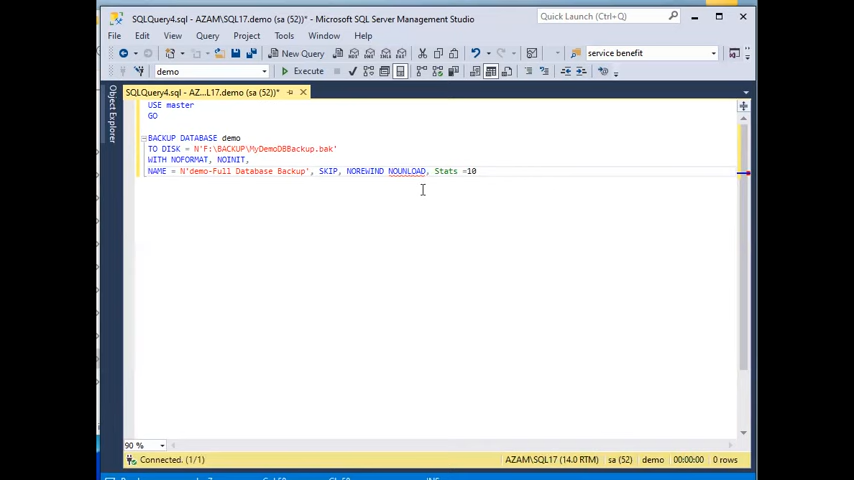 SQLQuery4.sql - AZAM\SQL17.demo (sa (52))* - Microsoft SQL Server Management Studio
Quick Launch (Ctrl+Q)
File Edit View Query Project Tools Window Help
New Query
service benefit
demo
Execute
SQLQuery4.sql - AZ...L17.demo (sa (52))*
Object Explorer
USE master
GO
BACKUP DATABASE demo
TO DISK = N'F:\BACKUP\MyDemoDBBackup.bak'
WITH NOFORMAT, NOINIT,
NAME = N'demo-Full Database Backup', SKIP, NOREWIND NOUNLOAD, Stats =10
90 %
Connected. (1/1)
AZAM\SQL17 (14.0 RTM) sa (52) demo 00:00:00 0 rows